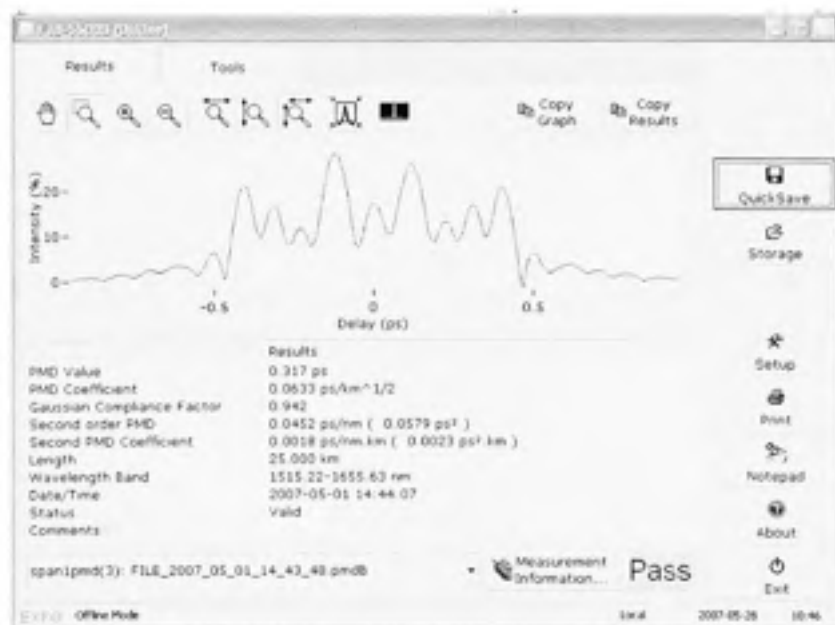 Results Tools
Copy Graph Copy Results
Intensity (%)
20
10
0
-0.5 0 0.5
Delay (ps)
QuickSave
Storage
Setup
Print
Notepad
About
Exit
Results
PMD Value 0.317 ps
PMD Coefficient 0.0633 ps/km^1/2
Gaussian Compliance Factor 0.942
Second order PMD 0.0452 ps/nm ( 0.0579 ps² )
Second PMD Coefficient 0.0018 ps/nm.km ( 0.0023 ps².km )
Length 25.000 km
Wavelength Band 1515.22-1655.63 nm
Date/Time 2007-05-01 14:44:07
Status Valid
Comments
span1pmd(3): FILE_2007_05_01_14_43_48.pmdB
Measurement Information... Pass
EXFO Offline Mode Local 2007-05-26 10:46